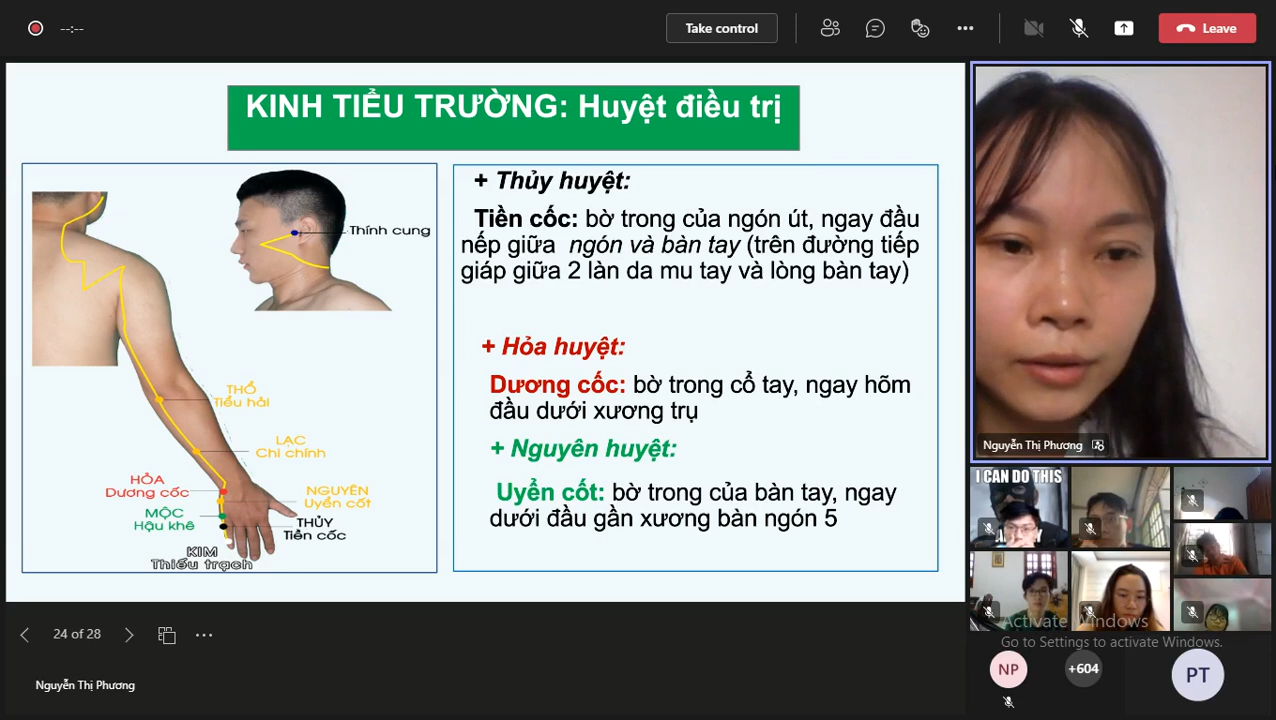 --:--
Take control
Leave
KINH TIỂU TRƯỜNG: Huyệt điều trị
Thính cung
THỔ
Tiểu hải
LẠC
Chi chính
HỎA
Dương cốc
NGUYÊN
Uyển cốt
MỘC
Hậu khê
THỦY
Tiền cốc
KIM
Thiếu trạch
+ Thủy huyệt:
Tiền cốc: bờ trong của ngón út, ngay đầu
nếp giữa ngón và bàn tay (trên đường tiếp
giáp giữa 2 làn da mu tay và lòng bàn tay)
+ Hỏa huyệt:
Dương cốc: bờ trong cổ tay, ngay hõm
đầu dưới xương trụ
+ Nguyên huyệt:
Uyển cốt: bờ trong của bàn tay, ngay
dưới đầu gần xương bàn ngón 5
Nguyễn Thị Phương
I CAN DO THIS
Activate Windows
Go to Settings to activate Windows.
NP
+604
PT
24 of 28
Nguyễn Thị Phương